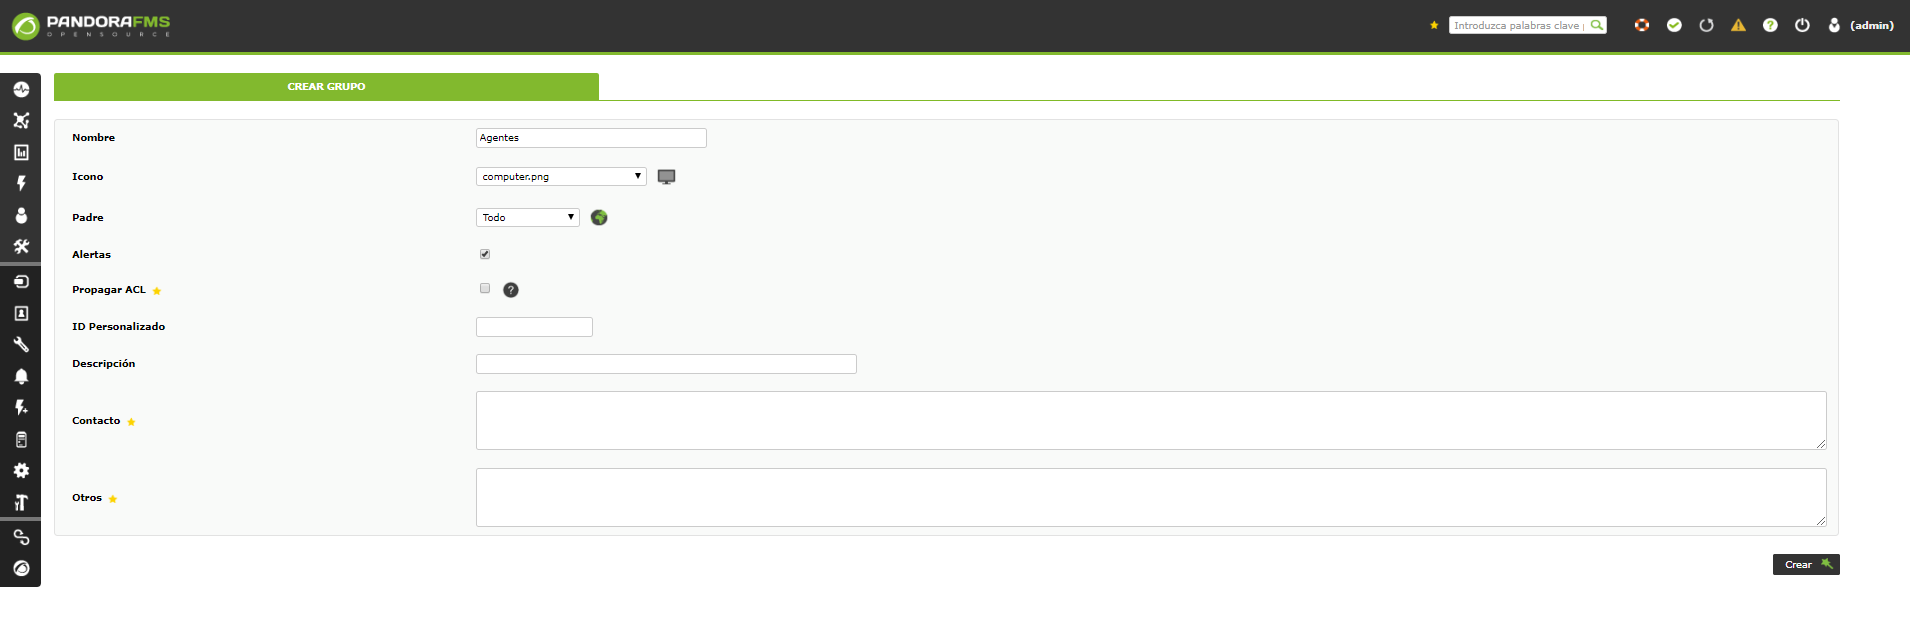 PANDORAFMS
OPENSOURCE
Introduzca palabras clave
(admin)
CREAR GRUPO
Nombre
Agentes
Icono
computer.png
Padre
Todo
Alertas
Propagar ACL
?
ID Personalizado
Descripción
Contacto
Otros
Crear